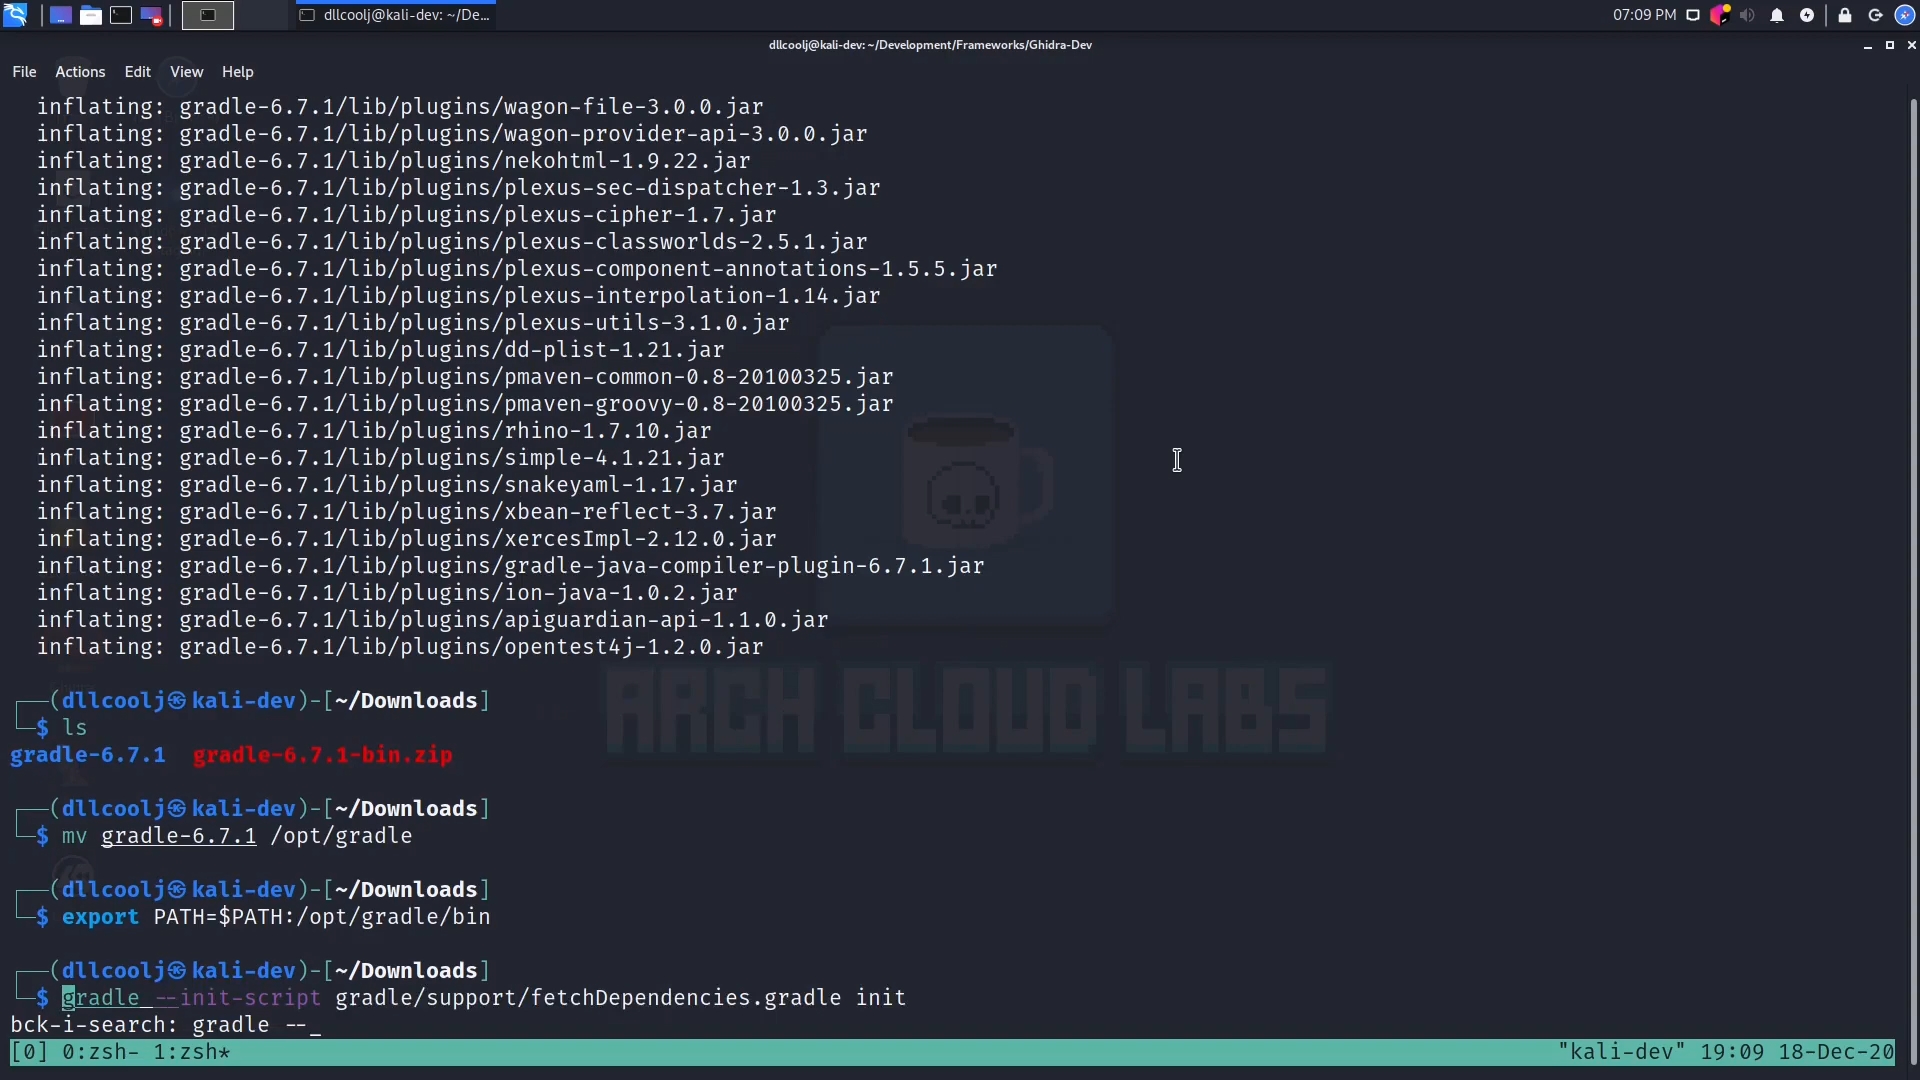 dllcoolj@kali-dev: ~/De...
07:09 PM
dllcoolj@kali-dev: ~/Development/Frameworks/Ghidra-Dev
File Actions Edit View Help
inflating: gradle-6.7.1/lib/plugins/wagon-file-3.0.0.jar
inflating: gradle-6.7.1/lib/plugins/wagon-provider-api-3.0.0.jar
inflating: gradle-6.7.1/lib/plugins/nekohtml-1.9.22.jar
inflating: gradle-6.7.1/lib/plugins/plexus-sec-dispatcher-1.3.jar
inflating: gradle-6.7.1/lib/plugins/plexus-cipher-1.7.jar
inflating: gradle-6.7.1/lib/plugins/plexus-classworlds-2.5.1.jar
inflating: gradle-6.7.1/lib/plugins/plexus-component-annotations-1.5.5.jar
inflating: gradle-6.7.1/lib/plugins/plexus-interpolation-1.14.jar
inflating: gradle-6.7.1/lib/plugins/plexus-utils-3.1.0.jar
inflating: gradle-6.7.1/lib/plugins/dd-plist-1.21.jar
inflating: gradle-6.7.1/lib/plugins/pmaven-common-0.8-20100325.jar
inflating: gradle-6.7.1/lib/plugins/pmaven-groovy-0.8-20100325.jar
inflating: gradle-6.7.1/lib/plugins/rhino-1.7.10.jar
inflating: gradle-6.7.1/lib/plugins/simple-4.1.21.jar
inflating: gradle-6.7.1/lib/plugins/snakeyaml-1.17.jar
inflating: gradle-6.7.1/lib/plugins/xbean-reflect-3.7.jar
inflating: gradle-6.7.1/lib/plugins/xercesImpl-2.12.0.jar
inflating: gradle-6.7.1/lib/plugins/gradle-java-compiler-plugin-6.7.1.jar
inflating: gradle-6.7.1/lib/plugins/ion-java-1.0.2.jar
inflating: gradle-6.7.1/lib/plugins/apiguardian-api-1.1.0.jar
inflating: gradle-6.7.1/lib/plugins/opentest4j-1.2.0.jar
┌──(dllcoolj㉿kali-dev)-[~/Downloads]
└─$ ls
gradle-6.7.1 gradle-6.7.1-bin.zip
┌──(dllcoolj㉿kali-dev)-[~/Downloads]
└─$ mv gradle-6.7.1 /opt/gradle
┌──(dllcoolj㉿kali-dev)-[~/Downloads]
└─$ export PATH=$PATH:/opt/gradle/bin
┌──(dllcoolj㉿kali-dev)-[~/Downloads]
└─$ gradle --init-script gradle/support/fetchDependencies.gradle init
bck-i-search: gradle --_
[0] 0:zsh- 1:zsh* "kali-dev" 19:09 18-Dec-20
ARCH CLOUD LABS